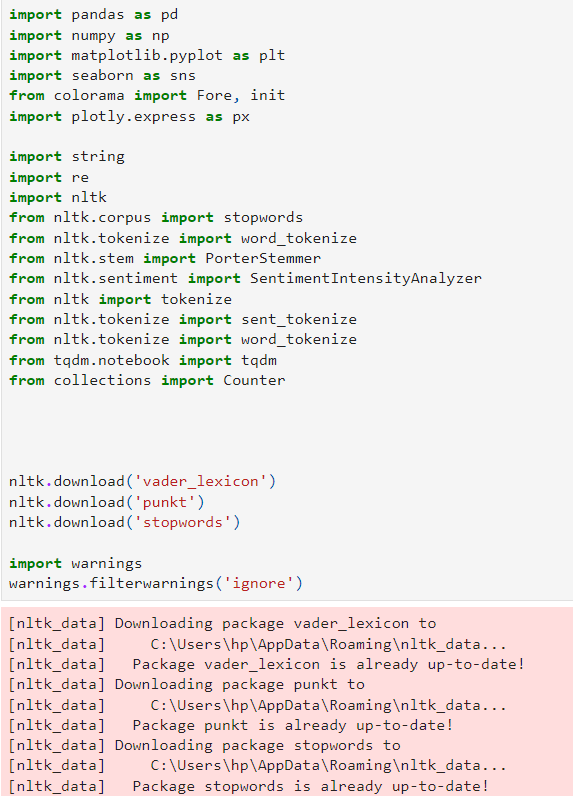 import pandas as pd
import numpy as np
import matplotlib.pyplot as plt
import seaborn as sns
from colorama import Fore, init
import plotly.express as px
import string
import re
import nltk
from nltk.corpus import stopwords
from nltk.tokenize import word_tokenize
from nltk.stem import PorterStemmer
from nltk.sentiment import SentimentIntensityAnalyzer
from nltk import tokenize
from nltk.tokenize import sent_tokenize
from nltk.tokenize import word_tokenize
from tqdm.notebook import tqdm
from collections import Counter
nltk.download('vader_lexicon')
nltk.download('punkt')
nltk.download('stopwords')
import warnings
warnings.filterwarnings('ignore')
[nltk_data] Downloading package vader_lexicon to
[nltk_data]     C:\Users\hp\AppData\Roaming\nltk_data...
[nltk_data]   Package vader_lexicon is already up-to-date!
[nltk_data] Downloading package punkt to
[nltk_data]     C:\Users\hp\AppData\Roaming\nltk_data...
[nltk_data]   Package punkt is already up-to-date!
[nltk_data] Downloading package stopwords to
[nltk_data]     C:\Users\hp\AppData\Roaming\nltk_data...
[nltk_data]   Package stopwords is already up-to-date!